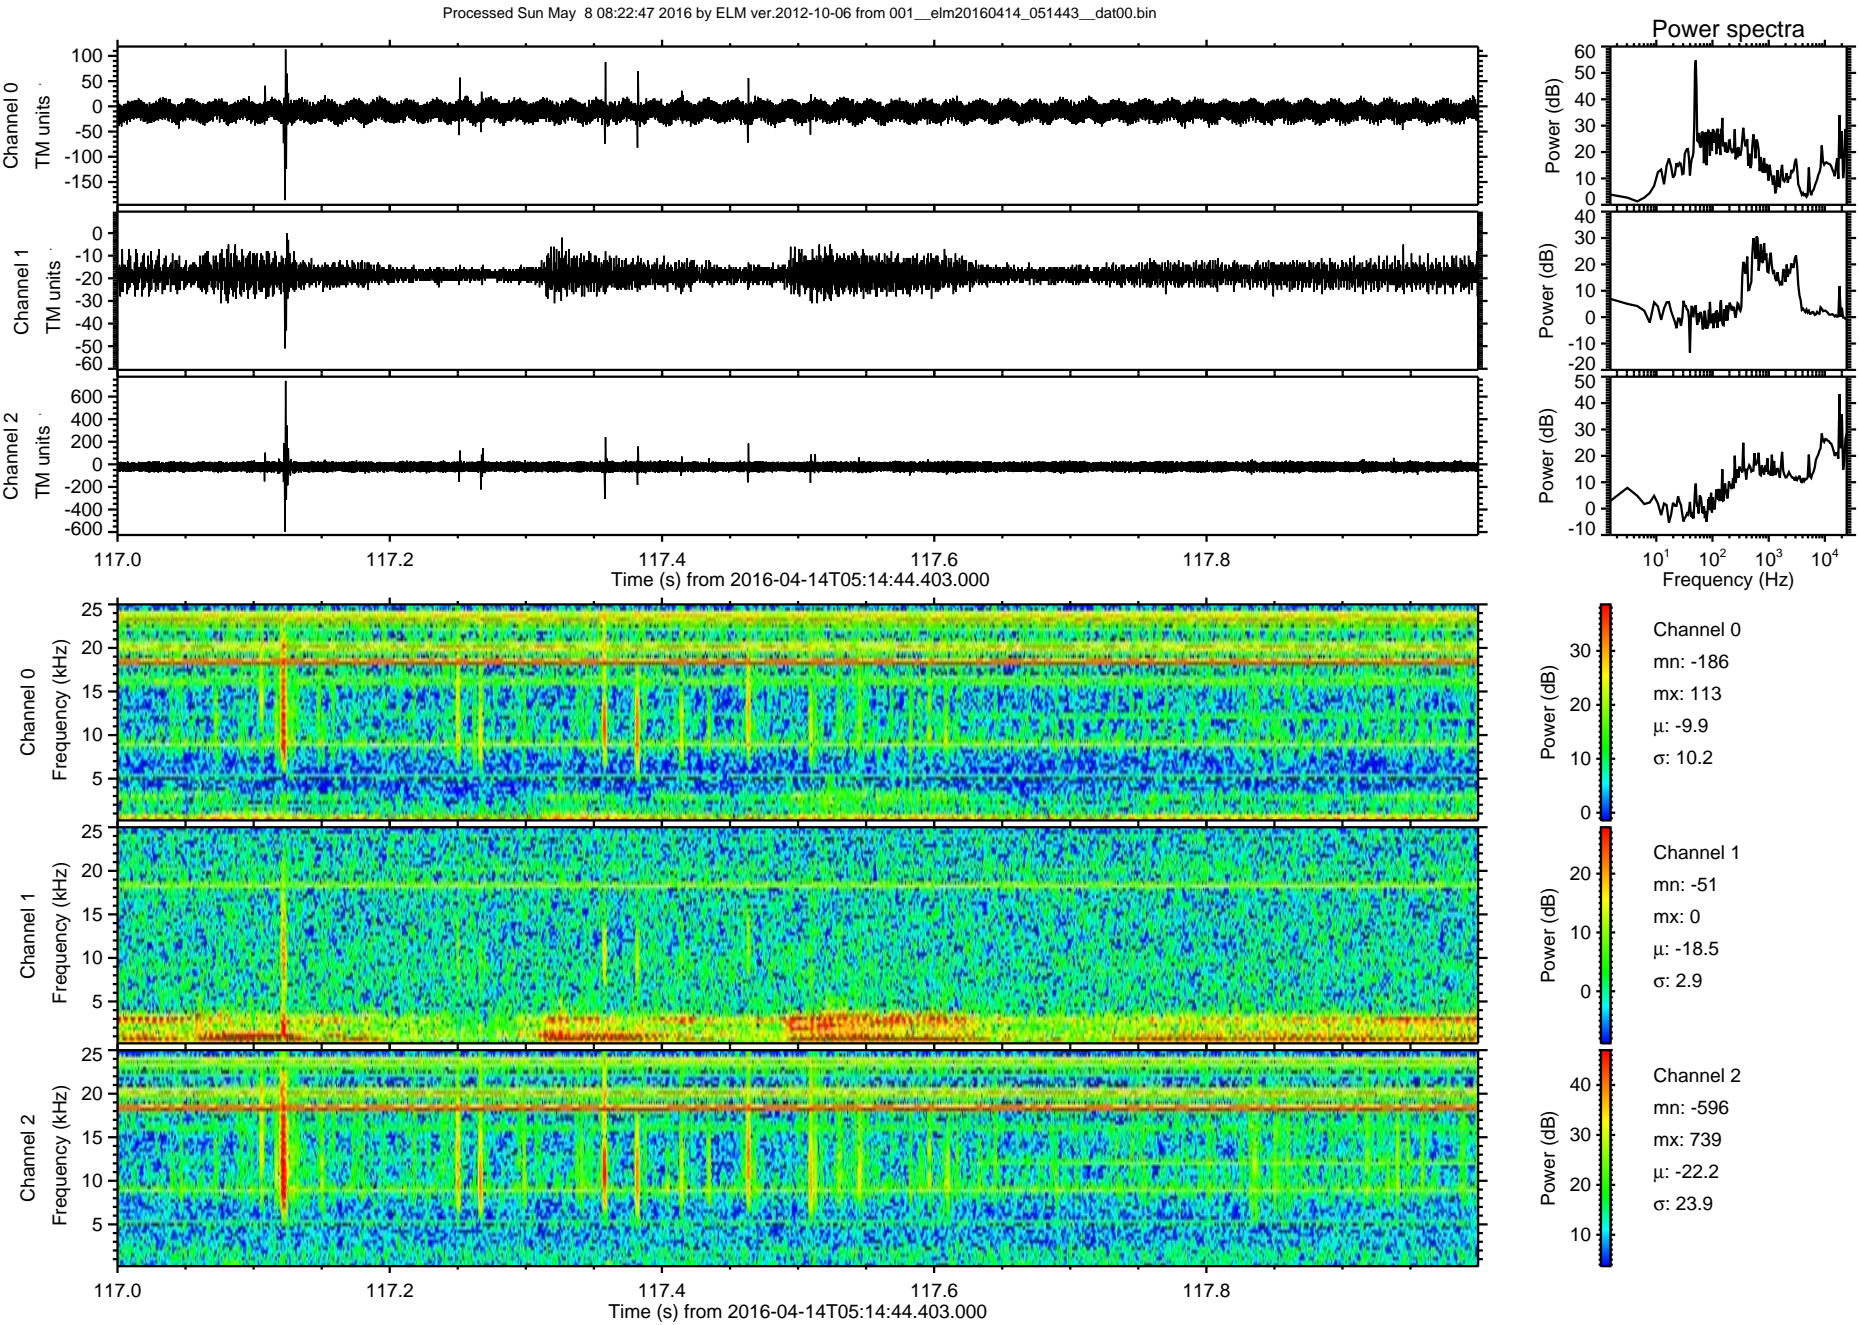 Processed Sun May  8 08:22:47 2016 by ELM ver.2012-10-06 from 001__elm20160414_051443__dat00.bin
Power spectra
Channel 0
TM units
100
50
0
-50
-100
-150
Power (dB)
60
50
40
30
20
10
0
Channel 1
TM units
0
-10
-20
-30
-40
-50
-60
Power (dB)
40
30
20
10
0
-10
-20
Channel 2
TM units
600
400
200
0
-200
-400
-600
Power (dB)
50
40
30
20
10
0
-10
117.0 117.2 117.4 117.6 117.8
Time (s) from 2016-04-14T05:14:44.403.000
10¹ 10² 10³ 10⁴
Frequency (Hz)
Channel 0
Frequency (kHz)
25
20
15
10
5
Power (dB)
30
20
10
0
Channel 0
mn: -186
mx: 113
μ: -9.9
σ: 10.2
Channel 1
Frequency (kHz)
25
20
15
10
5
Power (dB)
20
10
0
Channel 1
mn: -51
mx: 0
μ: -18.5
σ: 2.9
Channel 2
Frequency (kHz)
25
20
15
10
5
Power (dB)
40
30
20
10
Channel 2
mn: -596
mx: 739
μ: -22.2
σ: 23.9
117.0 117.2 117.4 117.6 117.8
Time (s) from 2016-04-14T05:14:44.403.000